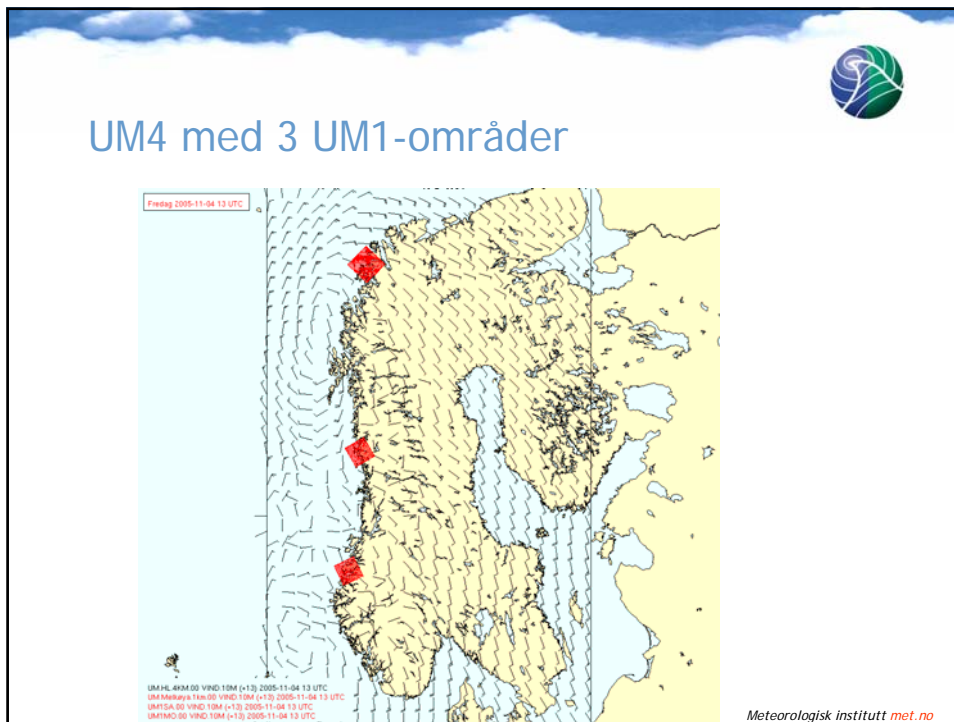 UM4 med 3 UM1-områder
Fredag 2005-11-04 13 UTC
UM.HL.4KM.00 VIND.10M (+13) 2005-11-04 13 UTC
UM.Melkøya.1km.00 VIND.10M (+13) 2005-11-04 13 UTC
UM1SA.00 VIND.10M (+13) 2005-11-04 13 UTC
UM1MO.00 VIND.10M (+13) 2005-11-04 13 UTC
Meteorologisk institutt met.no